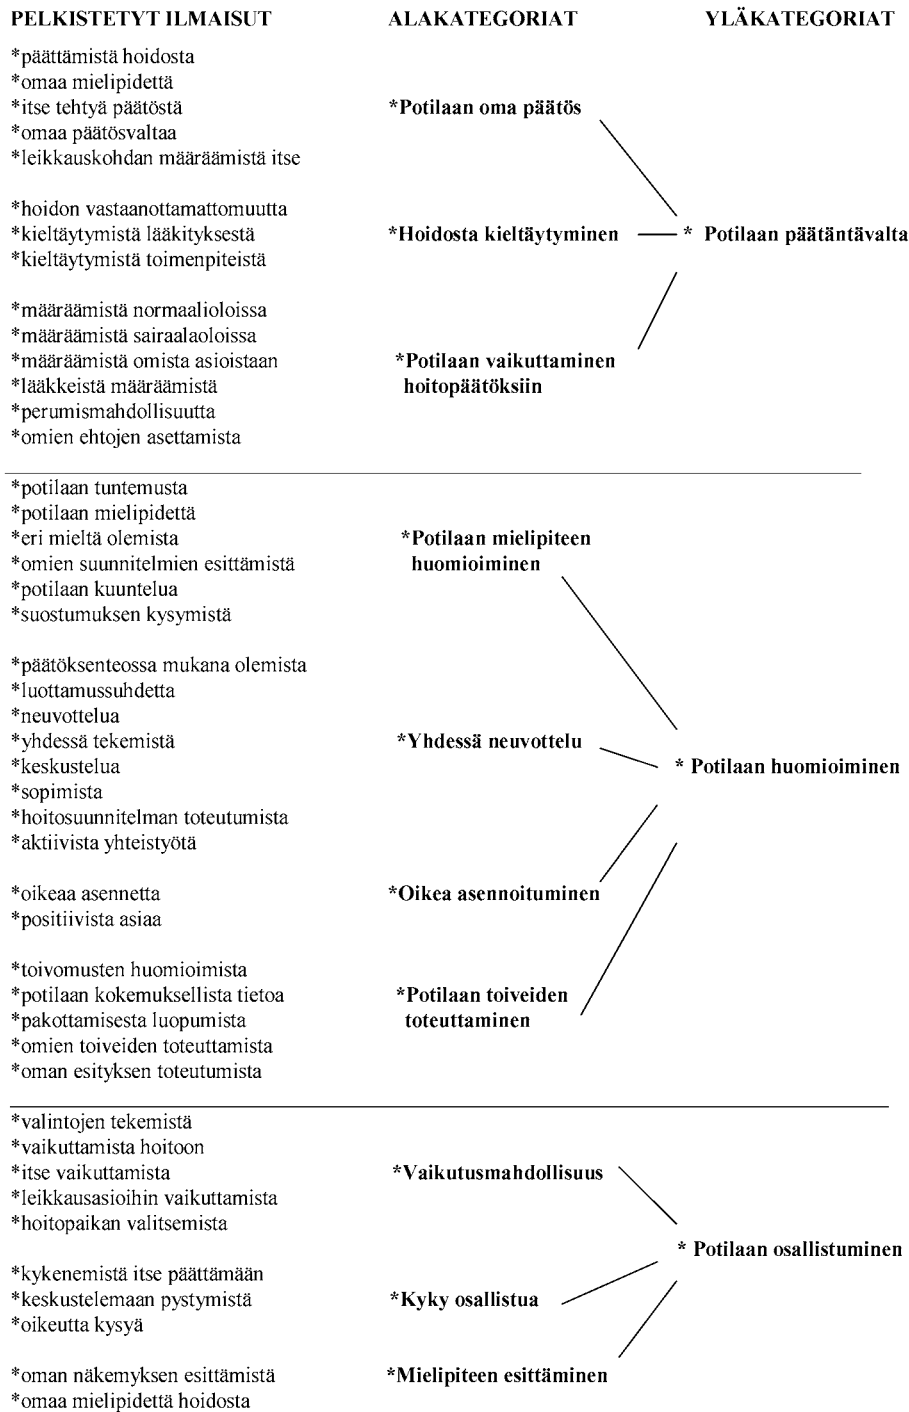 PELKISTETYT ILMAISUT ALAKATEGORIAT YLÄKATEGORIAT
*päättämistä hoidosta
*omaa mielipidettä
*itse tehtyä päätöstä *Potilaan oma päätös
*omaa päätösvaltaa
*leikkauskohdan määräämistä itse
*hoidon vastaanottamattomuutta
*kieltäytymistä lääkityksestä *Hoidosta kieltäytyminen * Potilaan päätäntävalta
*kieltäytymistä toimenpiteistä
*määräämistä normaalioloissa
*määräämistä sairaalaoloissa
*määräämistä omista asioistaan *Potilaan vaikuttaminen
*lääkkeistä määräämistä hoitopäätöksiin
*perumismahdollisuutta
*omien ehtojen asettamista
*potilaan tuntemusta
*potilaan mielipidettä
*eri mieltä olemista *Potilaan mielipiteen
*omien suunnitelmien esittämistä huomioiminen
*potilaan kuuntelua
*suostumuksen kysymistä
*päätöksenteossa mukana olemista
*luottamussuhdetta
*neuvottelua
*yhdessä tekemistä *Yhdessä neuvottelu
*keskustelua * Potilaan huomioiminen
*sopimista
*hoitosuunnitelman toteutumista
*aktiivista yhteistyötä
*oikeaa asennetta *Oikea asennoituminen
*positiivista asiaa
*toivomusten huomioimista
*potilaan kokemuksellista tietoa *Potilaan toiveiden
*pakottamisesta luopumista toteuttaminen
*omien toiveiden toteuttamista
*oman esityksen toteutumista
*valintojen tekemistä
*vaikuttamista hoitoon
*itse vaikuttamista *Vaikutusmahdollisuus
*leikkausasioihin vaikuttamista
*hoitopaikan valitsemista
* Potilaan osallistuminen
*kykenemistä itse päättämään
*keskustelemaan pystymistä *Kyky osallistua
*oikeutta kysyä
*oman näkemyksen esittämistä *Mielipiteen esittäminen
*omaa mielipidettä hoidosta